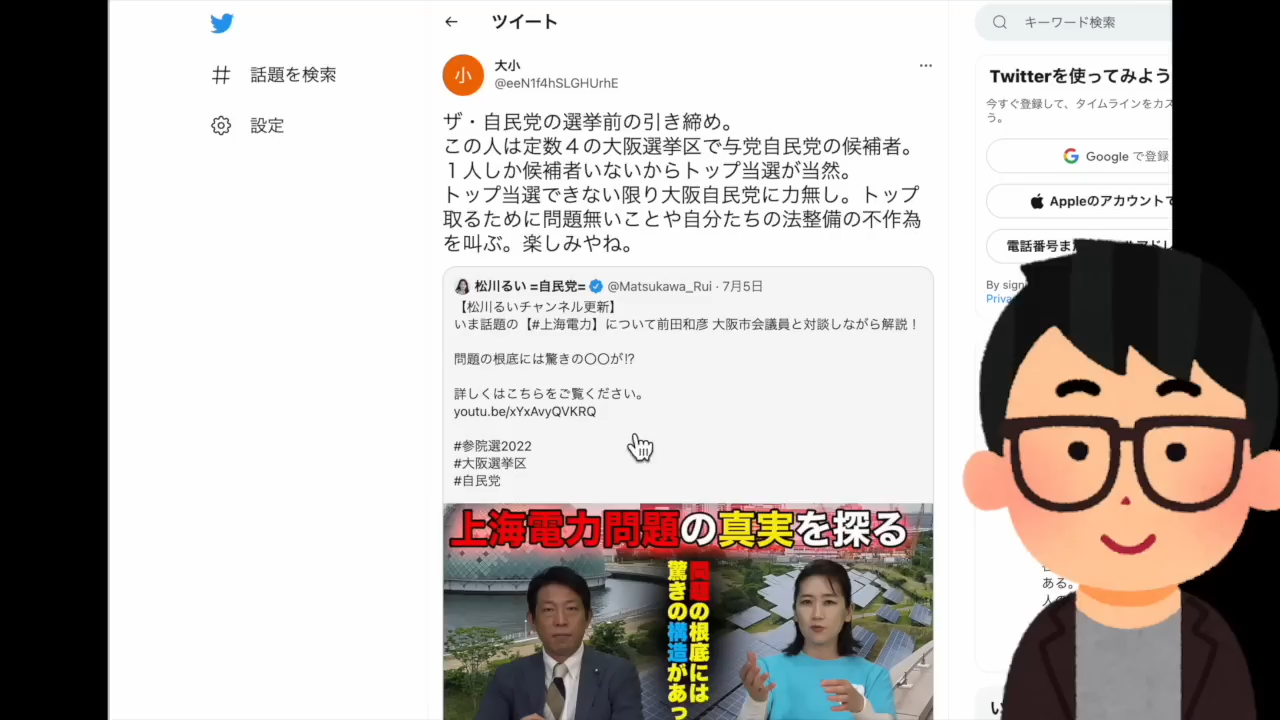 話題を検索
設定
ツイート
小
大小
@eeN1f4hSLGHUrhE
ザ・自民党の選挙前の引き締め。
この人は定数４の大阪選挙区で与党自民党の候補者。
１人しか候補者いないからトップ当選が当然。
トップ当選できない限り大阪自民党に力無し。トップ
取るために問題無いことや自分たちの法整備の不作為
を叫ぶ。楽しみやね。
松川るい =自民党= @Matsukawa_Rui · 7月5日
【松川るいチャンネル更新】
いま話題の【#上海電力】について前田和彦 大阪市会議員と対談しながら解説！
問題の根底には驚きの〇〇が⁉
詳しくはこちらをご覧ください。
youtu.be/xYxAvyQVKRQ
#参院選2022
#大阪選挙区
#自民党
上海電力問題の真実を探る
問題の根底には
驚きの構造があっ
キーワード検索
Twitterを使ってみよう
今すぐ登録して、タイムラインをカス
う。
Google で登録
Appleのアカウントで
電話番号ま
By sign
Priva
ある。
い